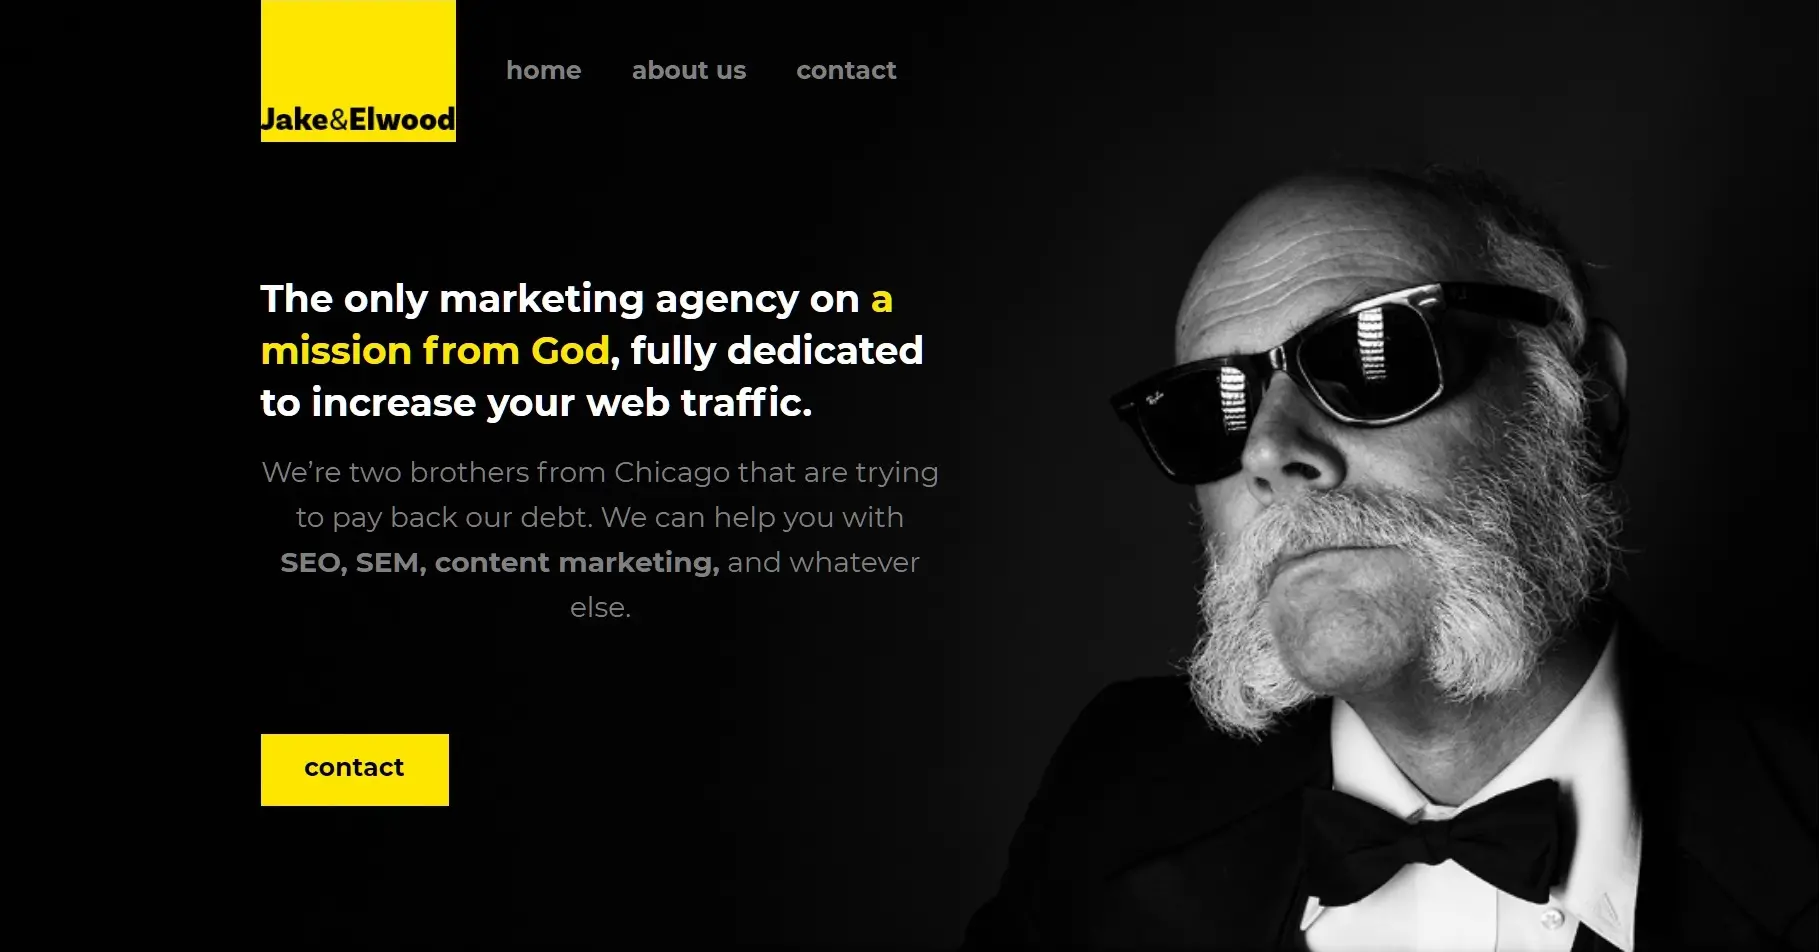 Jake&Elwood
home
about us
contact
The only marketing agency on a
mission from God, fully dedicated
to increase your web traffic.
We’re two brothers from Chicago that are trying
to pay back our debt. We can help you with
SEO, SEM, content marketing, and whatever
else.
contact
Ray-Ban